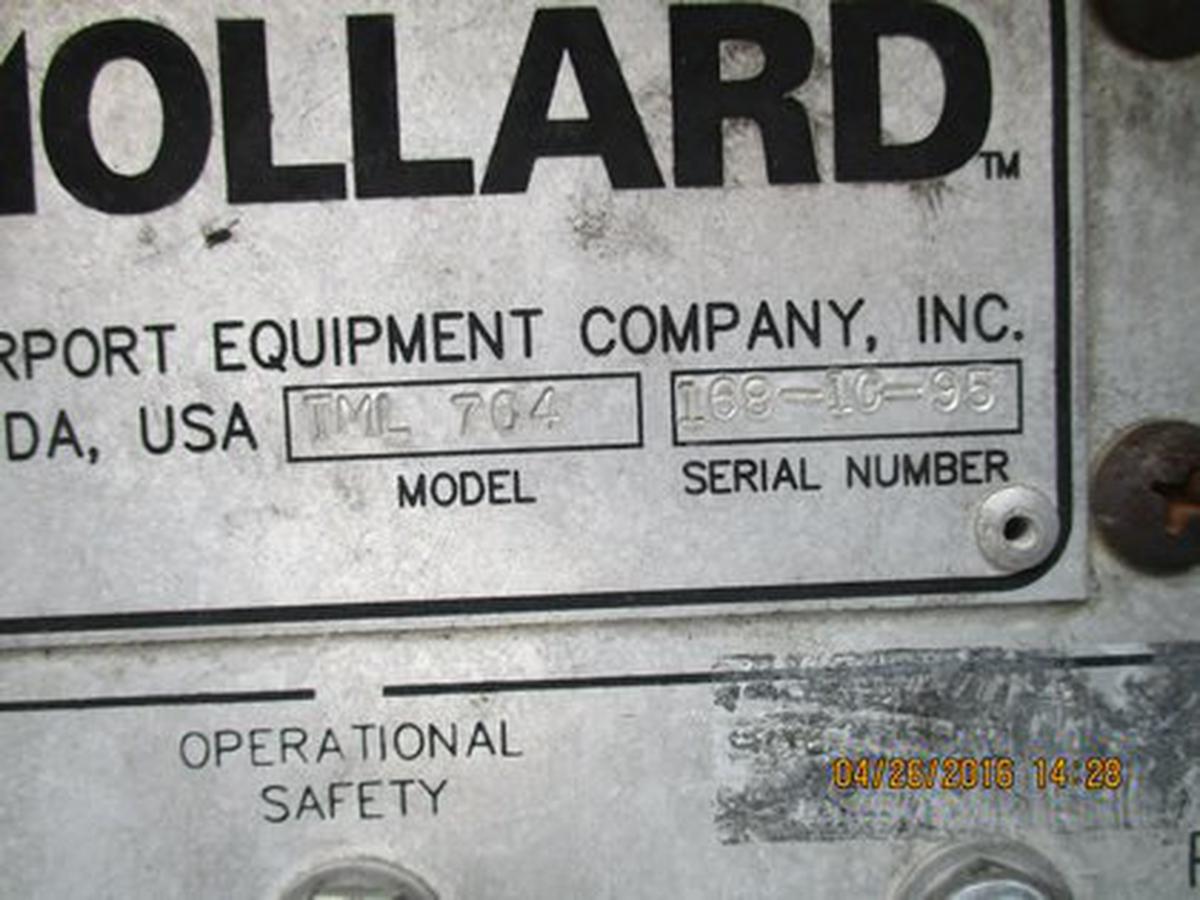 MOLLARD™
RPORT EQUIPMENT COMPANY, INC.
DA, USA TML 704 168-10-95
MODEL SERIAL NUMBER
OPERATIONAL
SAFETY
04/26/2016 14:28